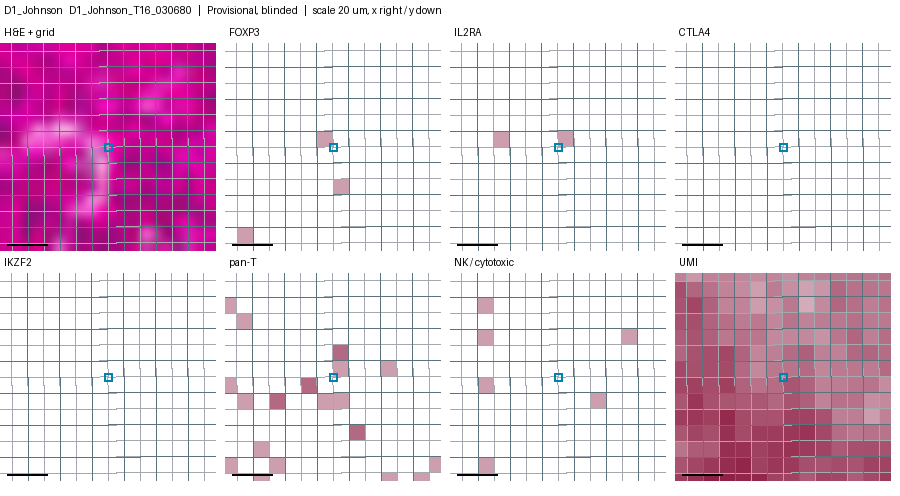 D1_Johnson D1_Johnson_T16_030680 | Provisional, blinded | scale 20 um, x right / y down
H&E + grid FOXP3 IL2RA CTLA4
IKZF2 pan-T NK/cytotoxic UMI